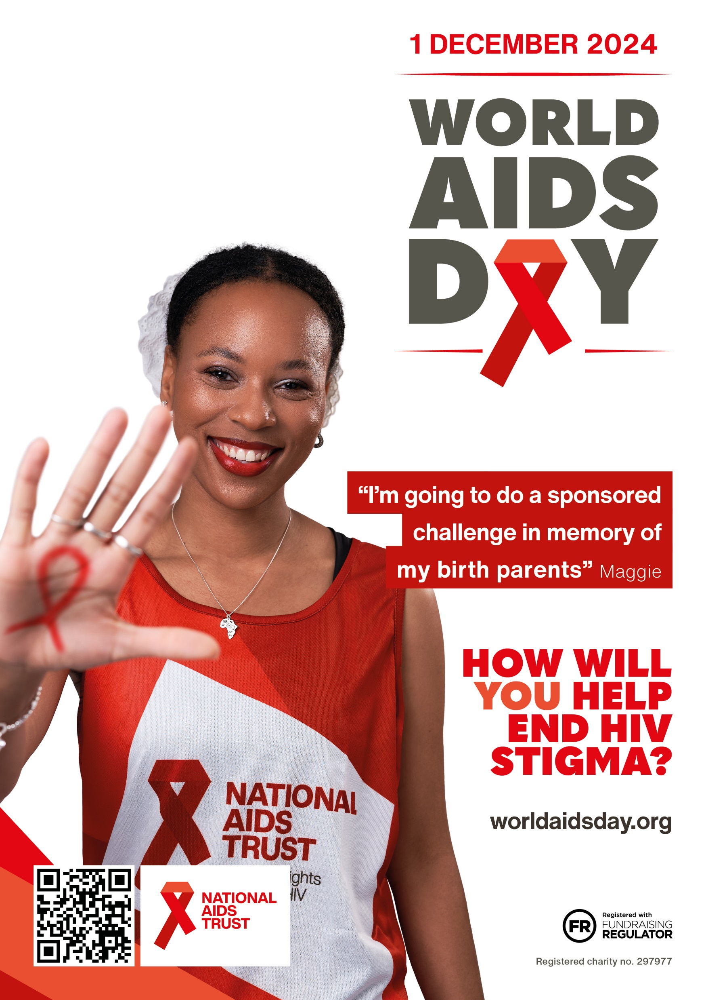 1 DECEMBER 2024
WORLD
AIDS
DAY
“I’m going to do a sponsored
challenge in memory of
my birth parents” Maggie
HOW WILL
YOU HELP
END HIV
STIGMA?
worldaidsday.org
NATIONAL
AIDS
TRUST
HIV
NATIONAL
AIDS
TRUST
FR
Registered with
FUNDRAISING
REGULATOR
Registered charity no. 297977